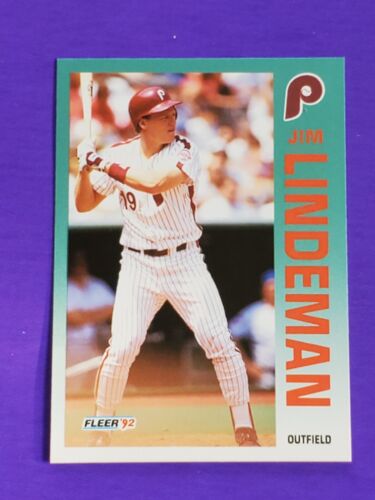 P
JIM
LINDEMAN
P
19
FLEER '92
OUTFIELD